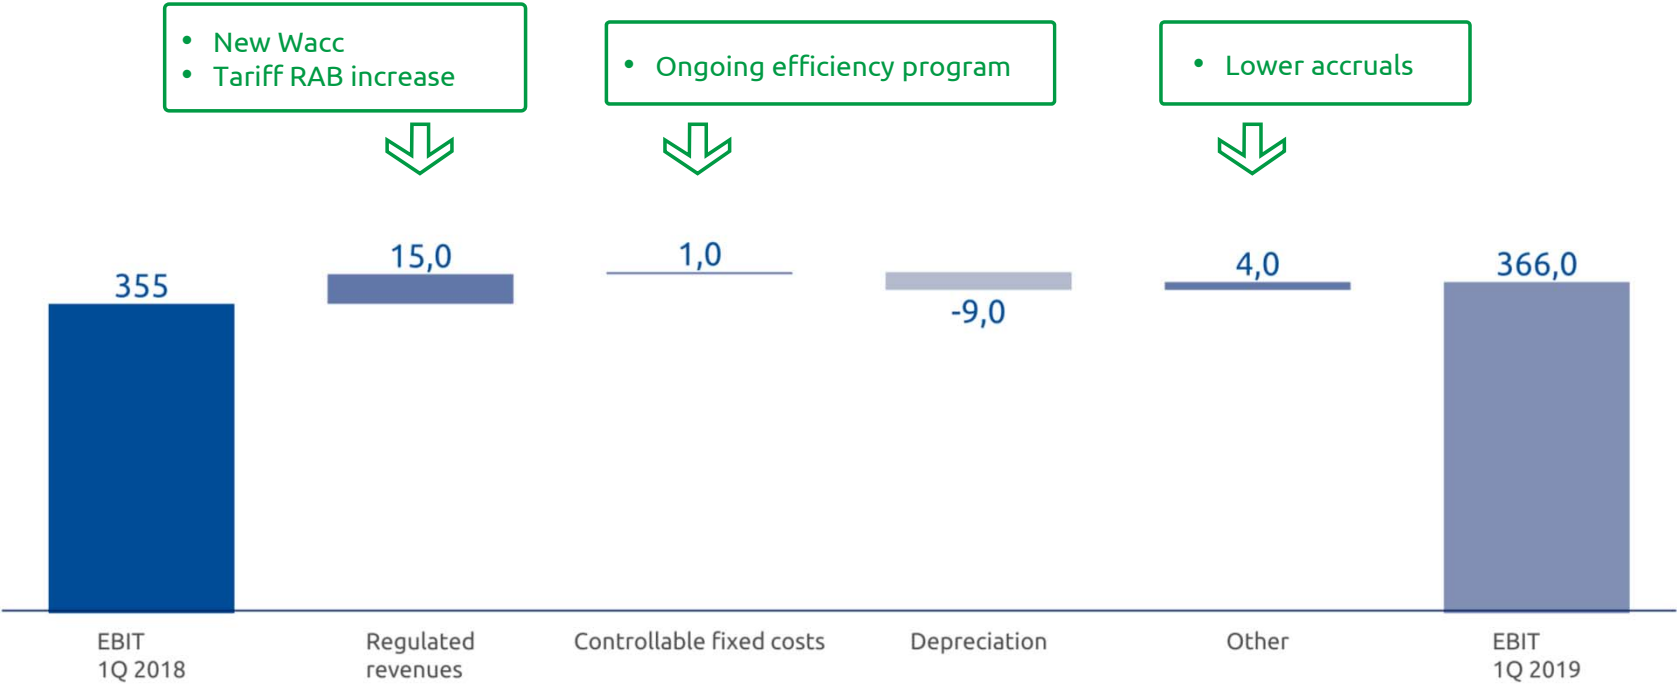 • New Wacc
• Tariff RAB increase
• Ongoing efficiency program
• Lower accruals
355
15,0
1,0
-9,0
4,0
366,0
EBIT
1Q 2018
Regulated
revenues
Controllable fixed costs
Depreciation
Other
EBIT
1Q 2019